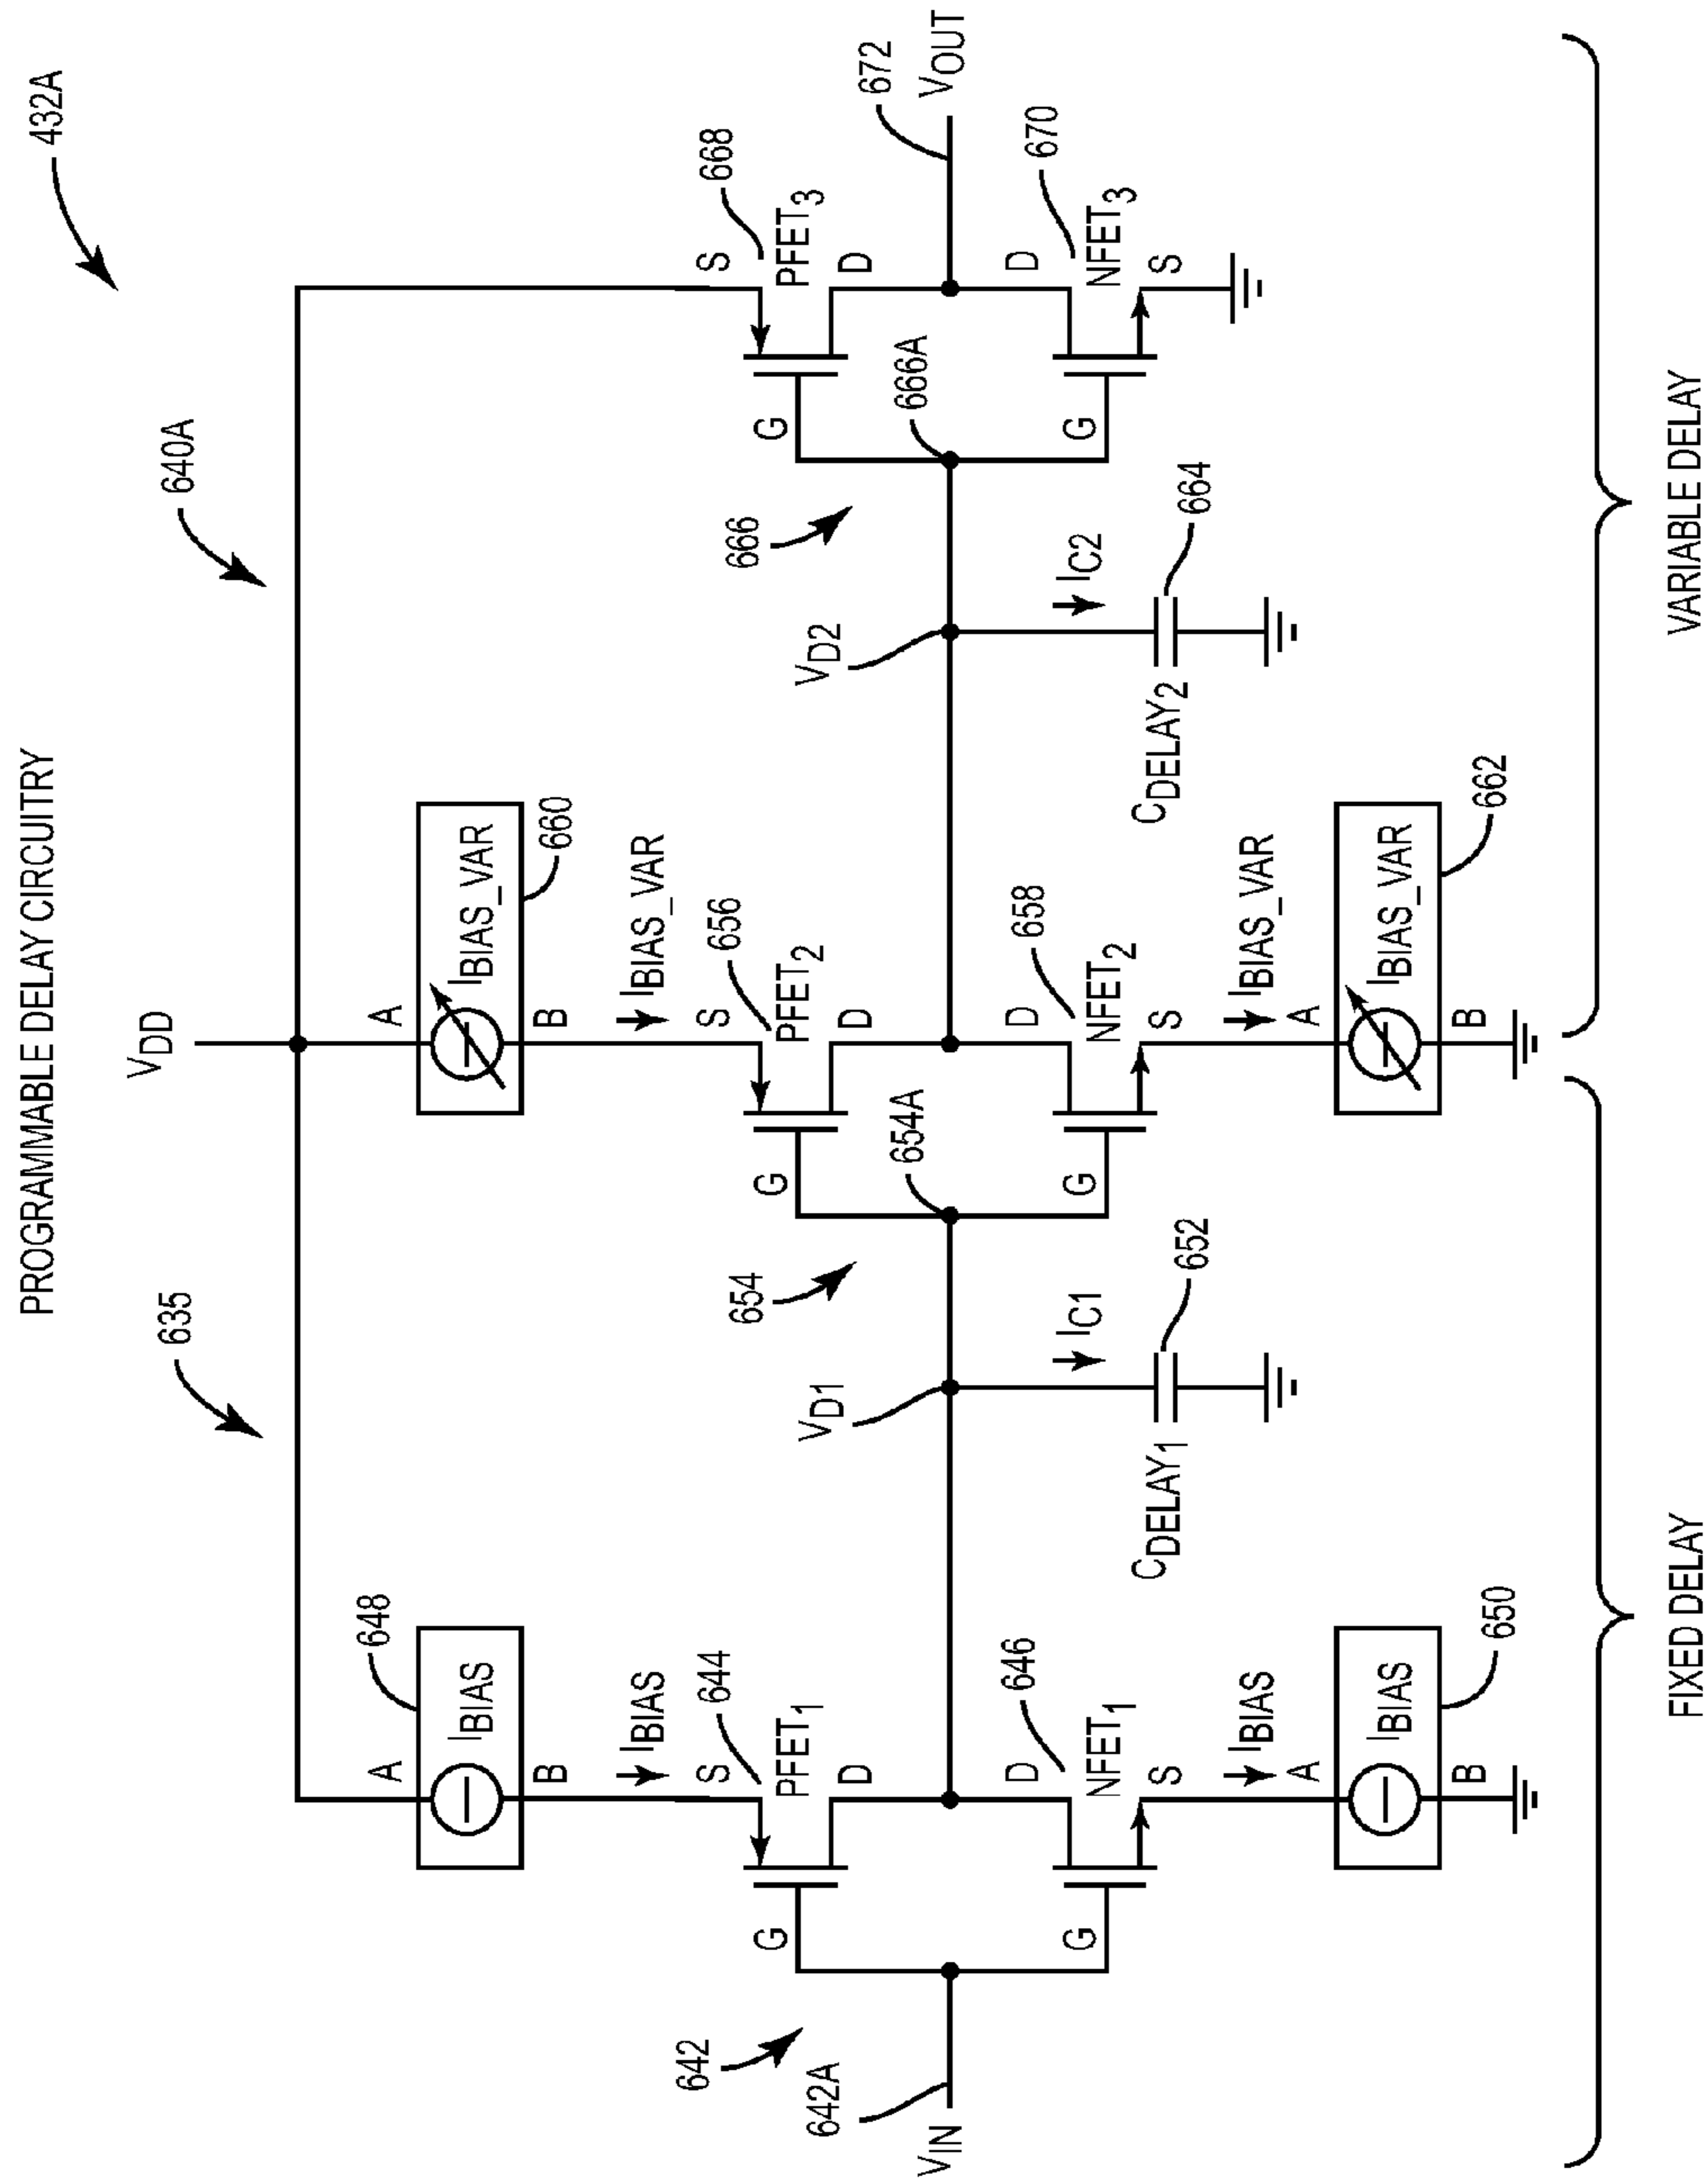 PROGRAMMABLE DELAY CIRCUITRY
432A
635
640A
VDD
A
648
IBIAS
B
A
IBIAS_VAR
660
B
IBIAS
S
644
PFET1
G
D
IBIAS_VAR
S
656
PFET2
G
D
S
668
PFET3
G
D
642
642A
VIN
VD1
654
654A
VD2
666
666A
672
VOUT
D
646
NFET1
G
S
IC1
652
CDELAY1
D
658
NFET2
G
S
IC2
664
CDELAY2
D
670
NFET3
G
S
IBIAS
A
IBIAS
650
B
IBIAS_VAR
A
IBIAS_VAR
662
B
FIXED DELAY
VARIABLE DELAY